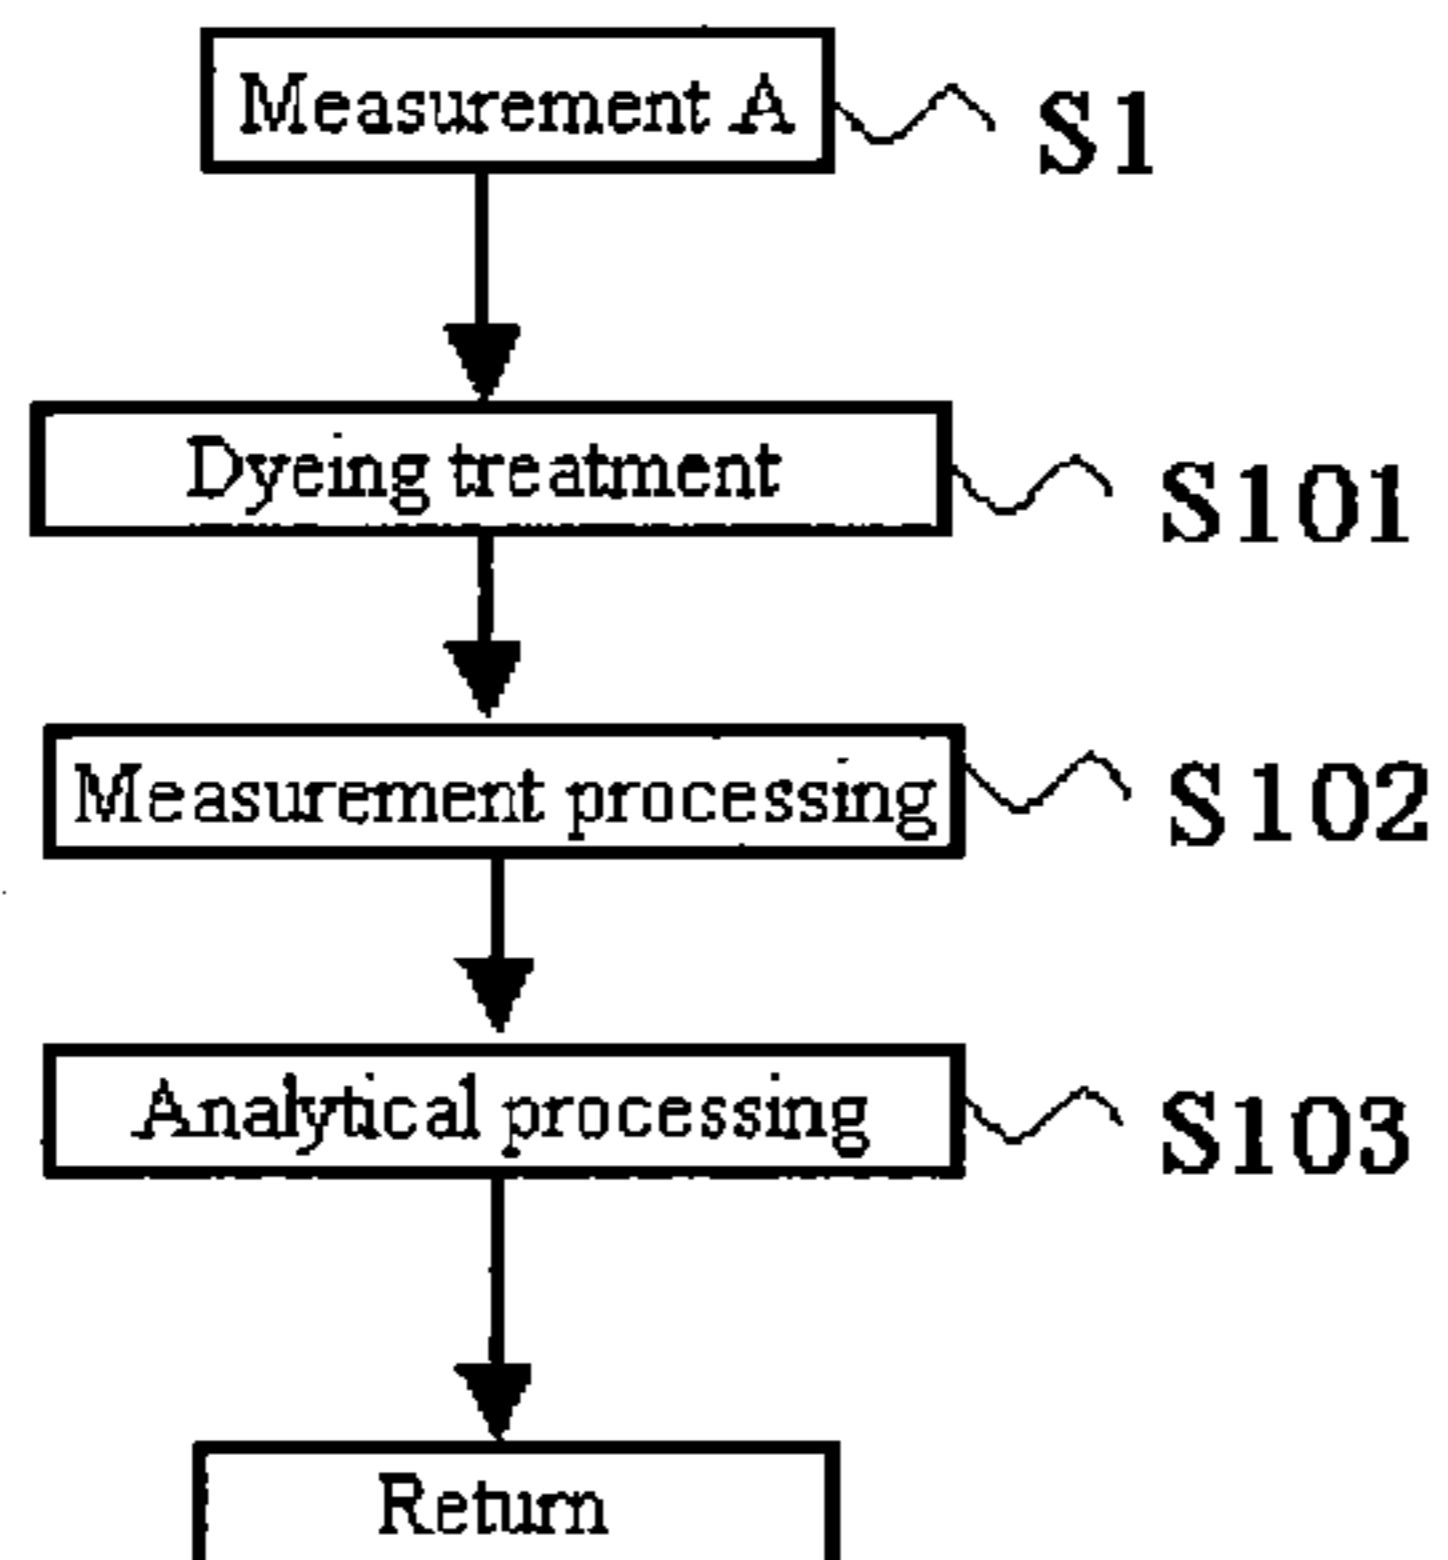 Measurement A
S1
Dyeing treatment
S101
Measurement processing
S102
Analytical processing
S103
Return